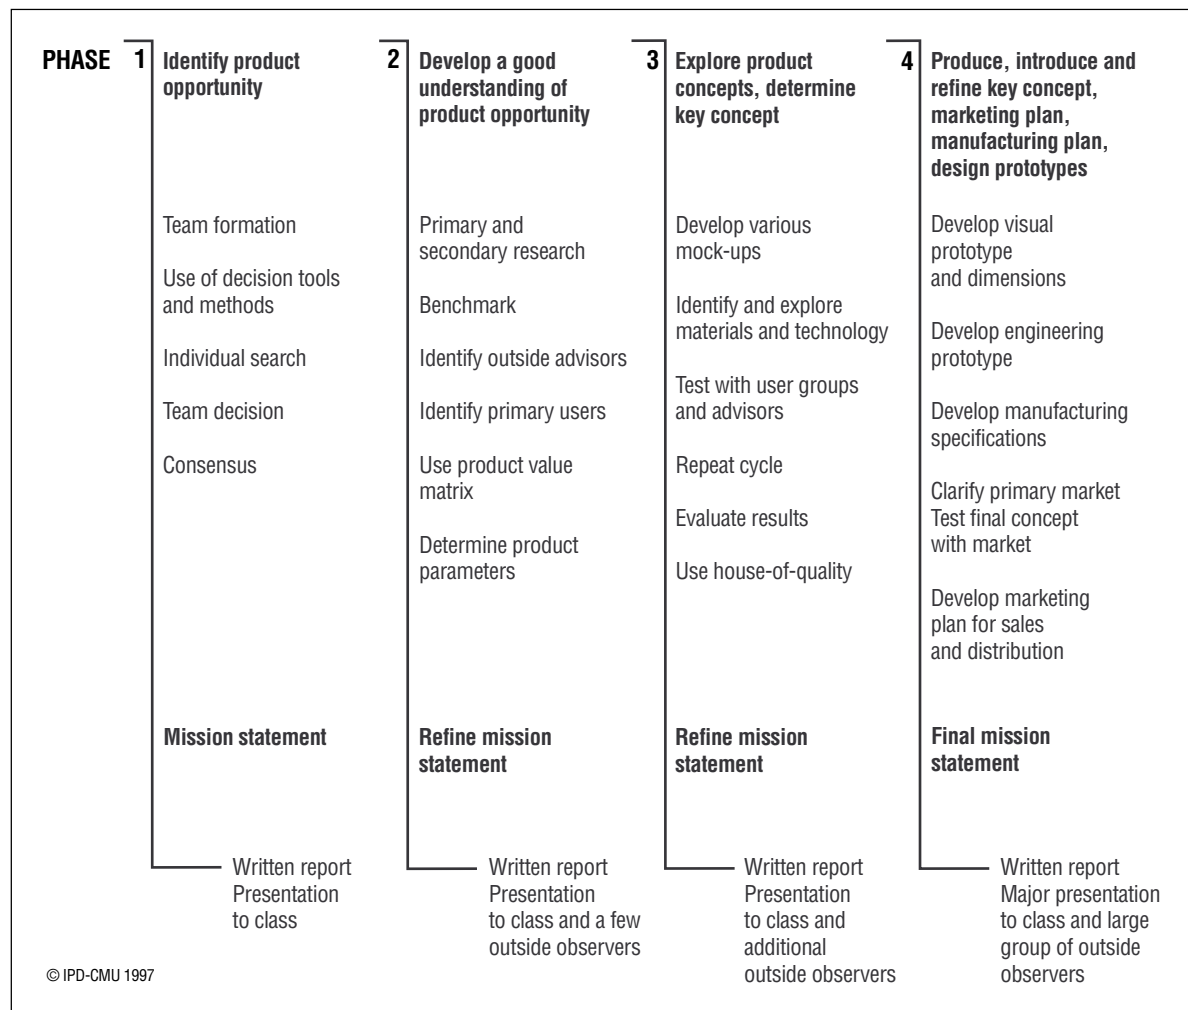 PHASE
1
Identify product
opportunity
Team formation
Use of decision tools
and methods
Individual search
Team decision
Consensus
Mission statement
Written report
Presentation
to class
2
Develop a good
understanding of
product opportunity
Primary and
secondary research
Benchmark
Identify outside advisors
Identify primary users
Use product value
matrix
Determine product
parameters
Refine mission
statement
Written report
Presentation
to class and a few
outside observers
3
Explore product
concepts, determine
key concept
Develop various
mock-ups
Identify and explore
materials and technology
Test with user groups
and advisors
Repeat cycle
Evaluate results
Use house-of-quality
Refine mission
statement
Written report
Presentation
to class and
additional
outside observers
4
Produce, introduce and
refine key concept,
marketing plan,
manufacturing plan,
design prototypes
Develop visual
prototype
and dimensions
Develop engineering
prototype
Develop manufacturing
specifications
Clarify primary market
Test final concept
with market
Develop marketing
plan for sales
and distribution
Final mission
statement
Written report
Major presentation
to class and large
group of outside
observers
© IPD-CMU 1997